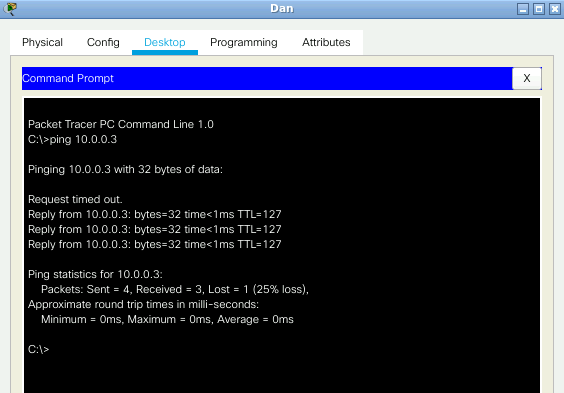 Dan
Physical Config Desktop Programming Attributes
Command Prompt X
Packet Tracer PC Command Line 1.0
C:\>ping 10.0.0.3
Pinging 10.0.0.3 with 32 bytes of data:
Request timed out.
Reply from 10.0.0.3: bytes=32 time<1ms TTL=127
Reply from 10.0.0.3: bytes=32 time<1ms TTL=127
Reply from 10.0.0.3: bytes=32 time<1ms TTL=127
Ping statistics for 10.0.0.3:
Packets: Sent = 4, Received = 3, Lost = 1 (25% loss),
Approximate round trip times in milli-seconds:
Minimum = 0ms, Maximum = 0ms, Average = 0ms
C:\>